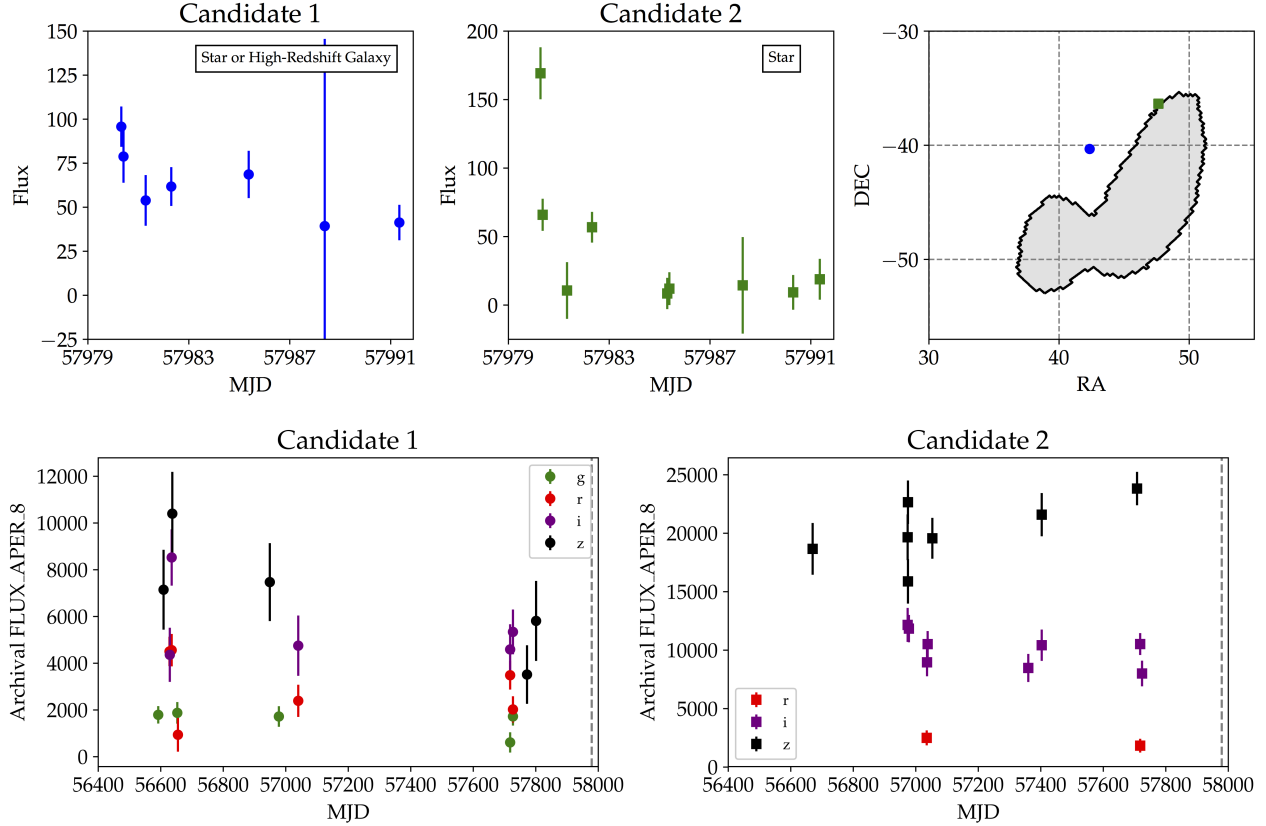 Candidate 1
Candidate 2
150
125
100
75
50
25
0
−25
Flux
Star or High-Redshift Galaxy
57979
57983
57987
57991
MJD
200
150
100
50
0
Flux
Star
57979
57983
57987
57991
MJD
−30
−40
−50
DEC
30
40
50
RA
Candidate 1
12000
10000
8000
6000
4000
2000
0
Archival FLUX_APER_8
g
r
i
z
56400
56600
56800
57000
57200
57400
57600
57800
58000
MJD
Candidate 2
25000
20000
15000
10000
5000
0
Archival FLUX_APER_8
r
i
z
56400
56600
56800
57000
57200
57400
57600
57800
58000
MJD